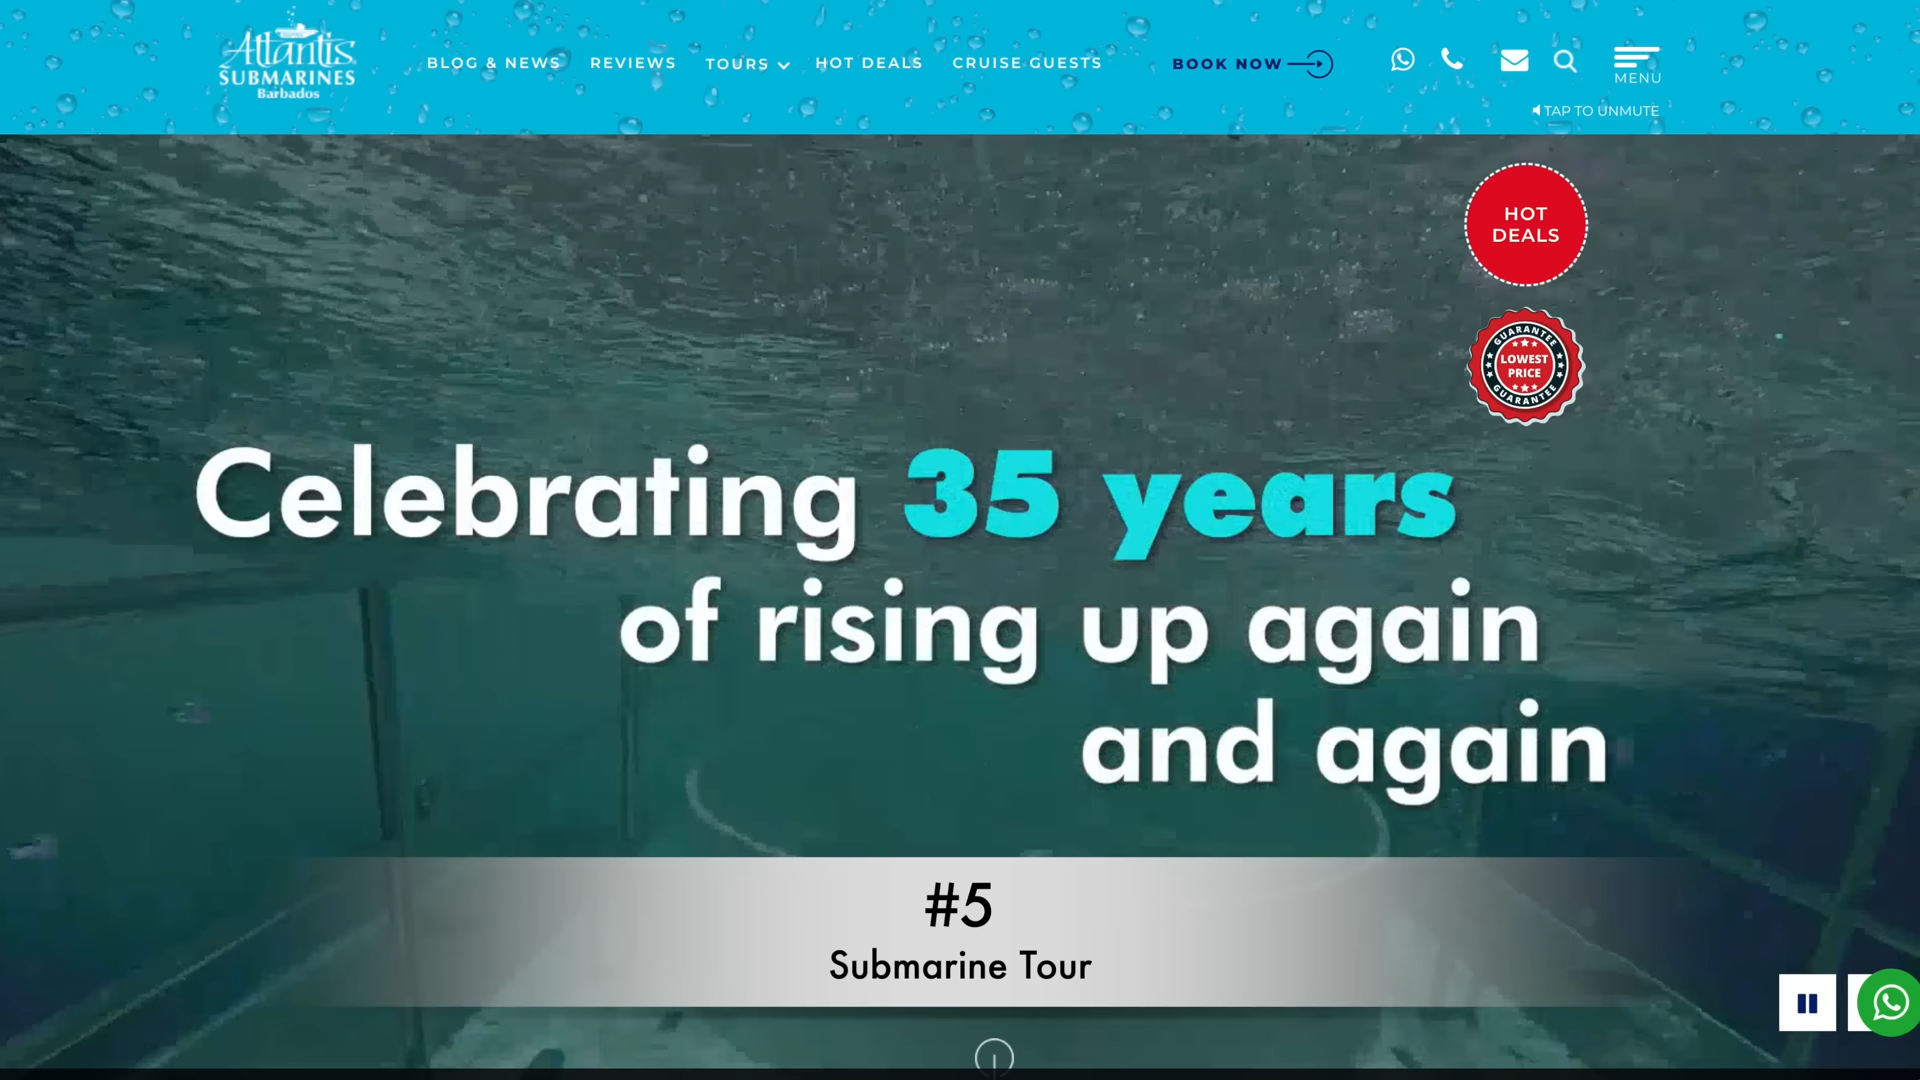 Atlantis
SUBMARINES
Barbados
BLOG & NEWS
REVIEWS
TOURS
HOT DEALS
CRUISE GUESTS
BOOK NOW
MENU
TAP TO UNMUTE
HOT
DEALS
GUARANTEE
LOWEST
PRICE
GUARANTEE
Celebrating 35 years
of rising up again
and again
#5
Submarine Tour